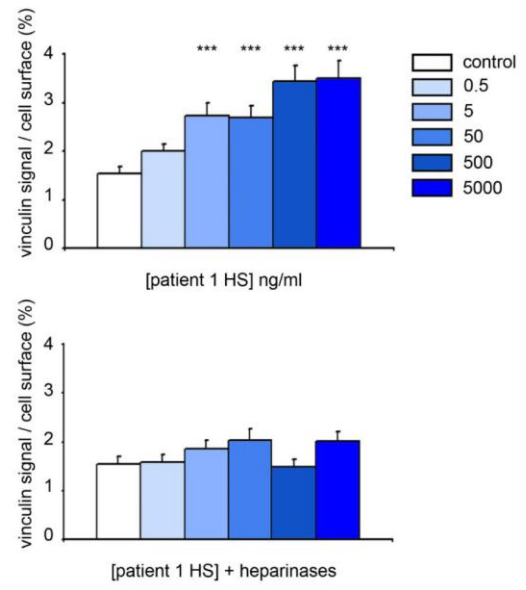 vinculin signal / cell surface (%)
4
3
2
1
0
*** *** *** ***
[patient 1 HS] ng/ml
control
0.5
5
50
500
5000
vinculin signal / cell surface (%)
4
3
2
1
0
[patient 1 HS] + heparinases